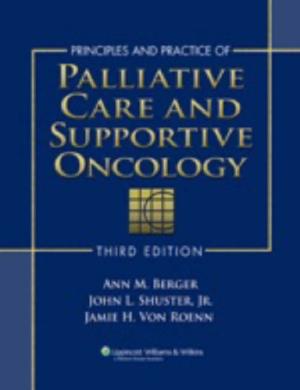 PRINCIPLES AND PRACTICE OF
PALLIATIVE
CARE AND
SUPPORTIVE
ONCOLOGY
THIRD EDITION
ANN M. BERGER
JOHN L. SHUSTER, JR.
JAMIE H. VON ROENN
Lippincott Williams & Wilkins